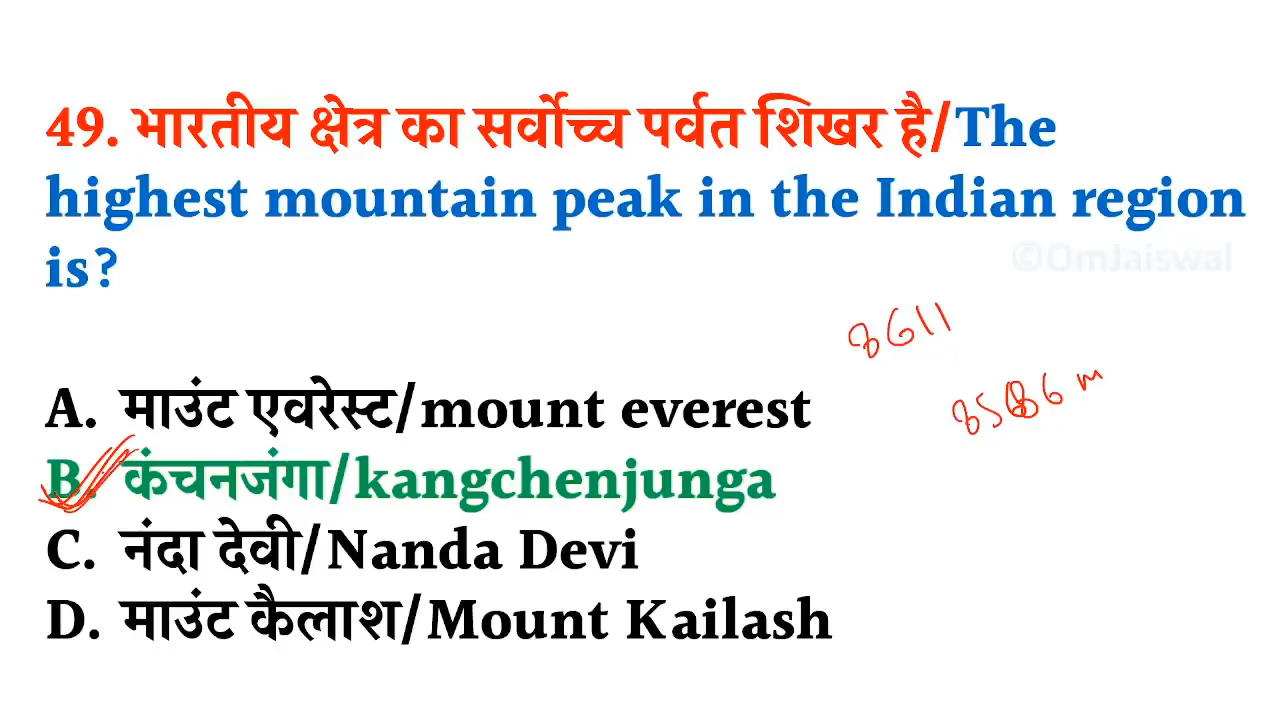 49. भारतीय क्षेत्र का सर्वोच्च पर्वत शिखर है/The
highest mountain peak in the Indian region
is?
©OmJaiswal
8611
A. माउंट एवरेस्ट/mount everest
8586 m
B. कंचनजंगा/kangchenjunga
C. नंदा देवी/Nanda Devi
D. माउंट कैलाश/Mount Kailash